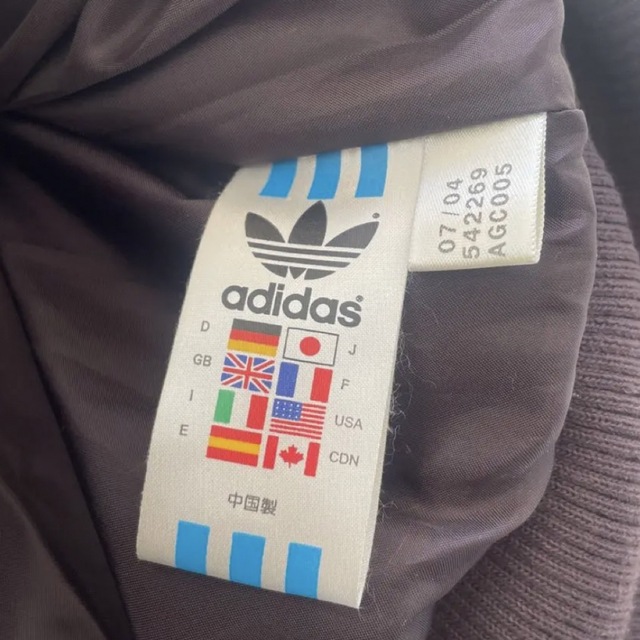 adidas
D J
GB F
I USA
E CDN
中国製
07/04
542269
AGC005